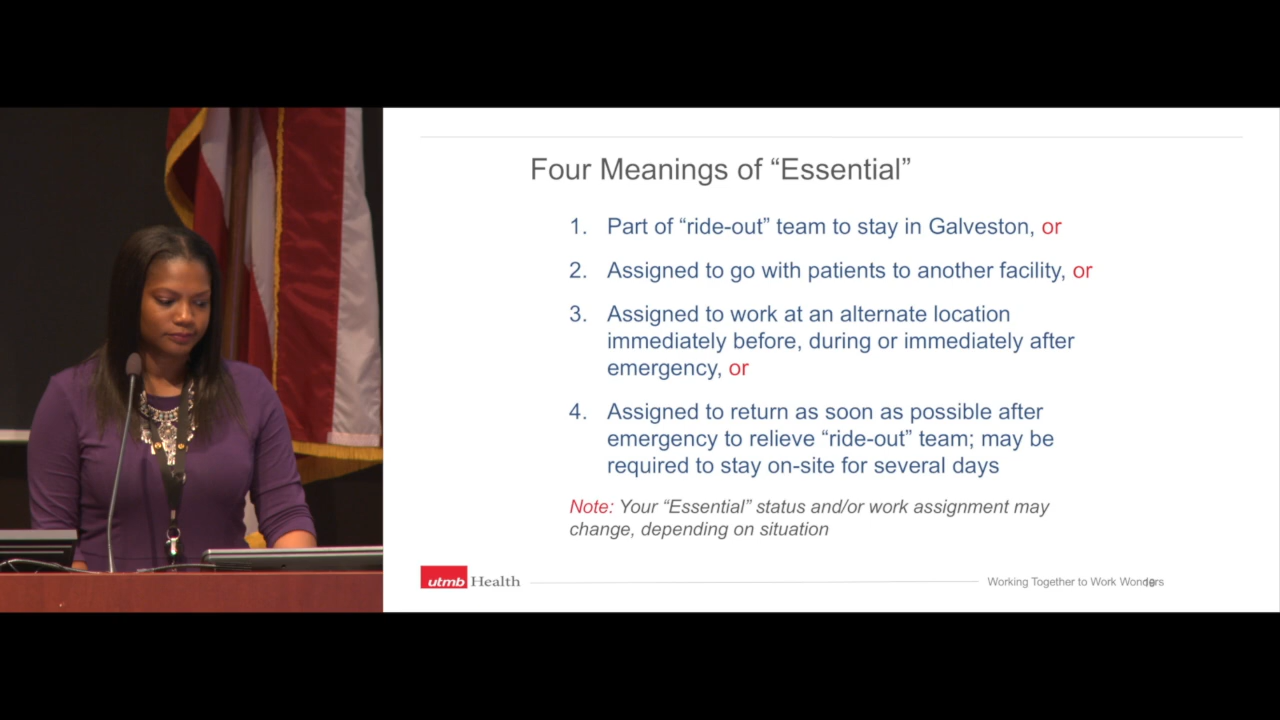 Four Meanings of “Essential”
1. Part of “ride-out” team to stay in Galveston, or
2. Assigned to go with patients to another facility, or
3. Assigned to work at an alternate location
immediately before, during or immediately after
emergency, or
4. Assigned to return as soon as possible after
emergency to relieve “ride-out” team; may be
required to stay on-site for several days
Note: Your “Essential” status and/or work assignment may
change, depending on situation
utmb Health
Working Together to Work Wonders